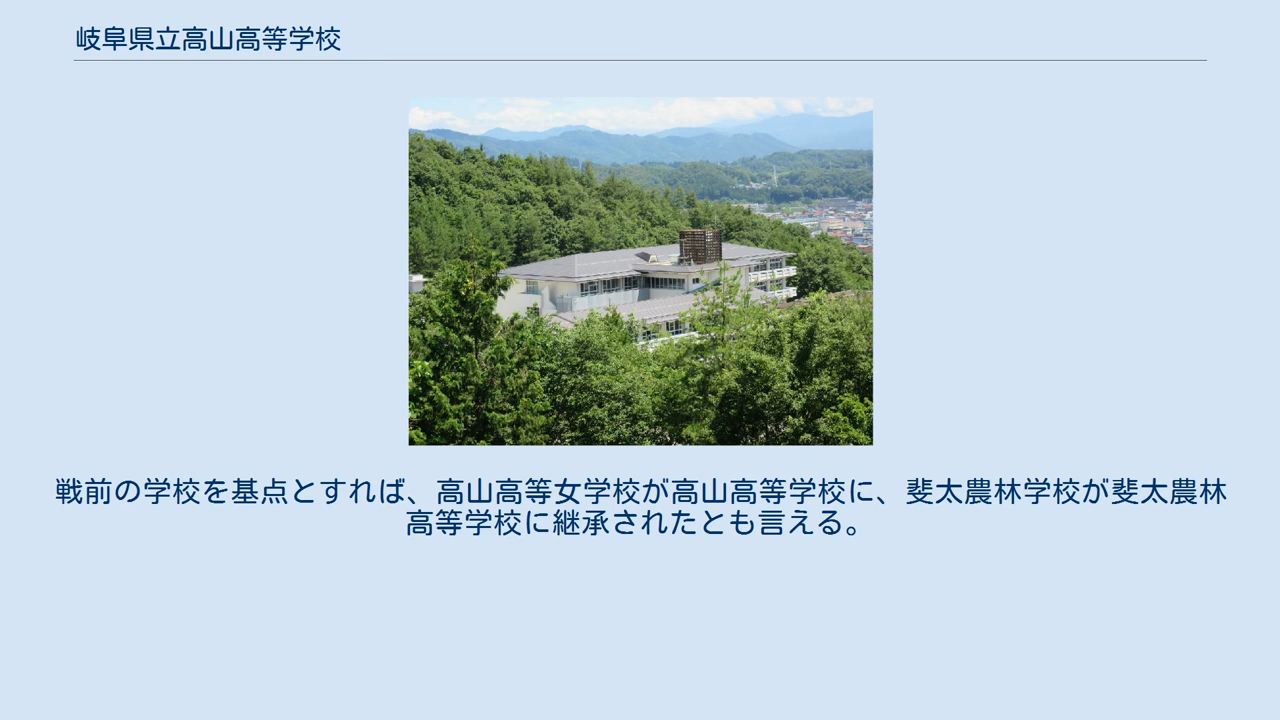 岐阜県立高山高等学校
戦前の学校を基点とすれば、高山高等女学校が高山高等学校に、斐太農林学校が斐太農林
高等学校に継承されたとも言える。